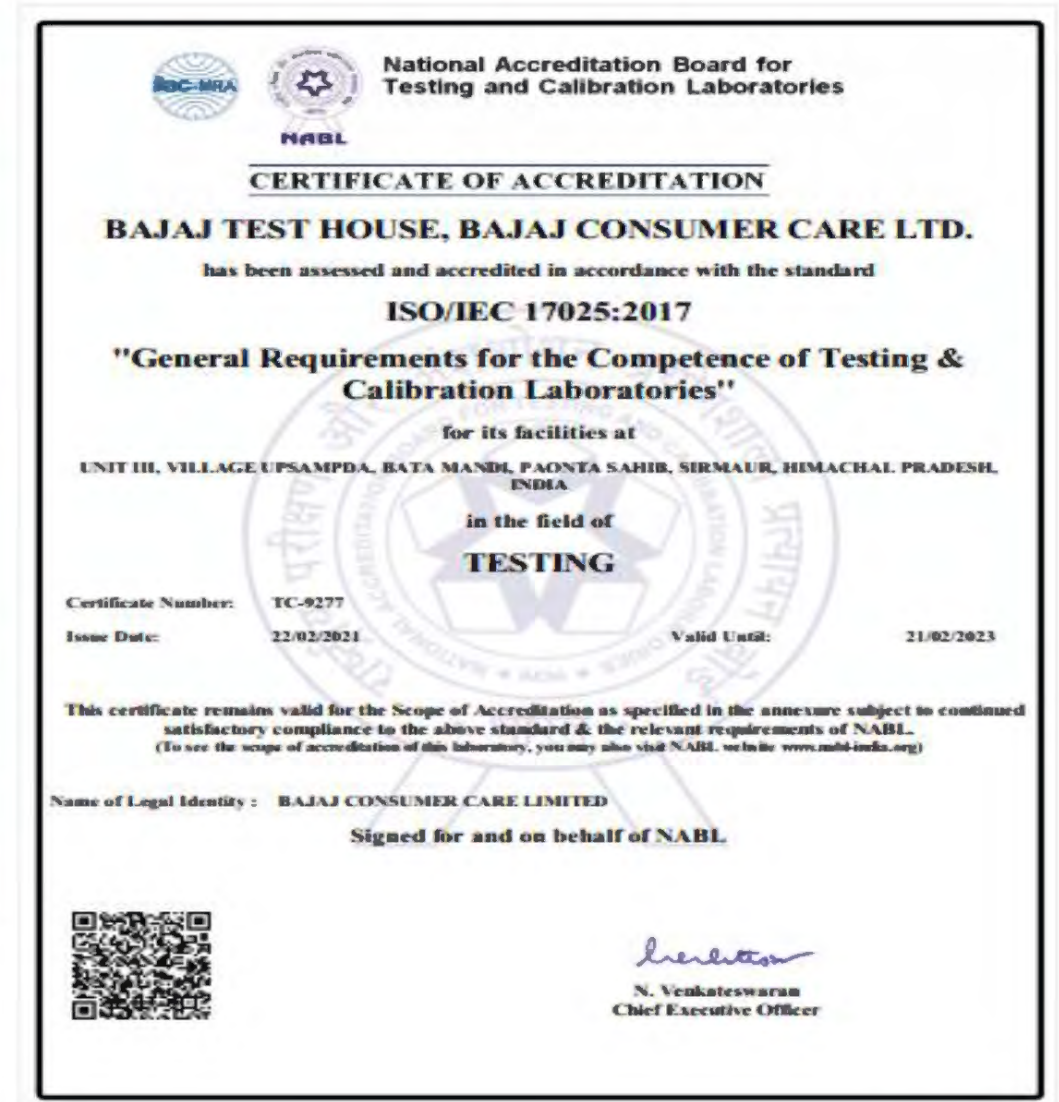 ilac-MRA
NABL
National Accreditation Board for
Testing and Calibration Laboratories
CERTIFICATE OF ACCREDITATION
BAJAJ TEST HOUSE, BAJAJ CONSUMER CARE LTD.
has been assessed and accredited in accordance with the standard
ISO/IEC 17025:2017
"General Requirements for the Competence of Testing &
Calibration Laboratories"
for its facilities at
UNIT III, VILLAGE UPSAMPDA, BATA MANDI, PAONTA SAHIB, SIRMAUR, HIMACHAL PRADESH,
INDIA
in the field of
TESTING
Certificate Number: TC-9277
Issue Date: 22/02/2021 Valid Until: 21/02/2023
This certificate remains valid for the Scope of Accreditation as specified in the annexure subject to continued
satisfactory compliance to the above standard & the relevant requirements of NABL.
(To see the scope of accreditation of this laboratory, you may also visit NABL website www.nabl-india.org)
Name of Legal Identity : BAJAJ CONSUMER CARE LIMITED
Signed for and on behalf of NABL
N. Venkateswaran
Chief Executive Officer